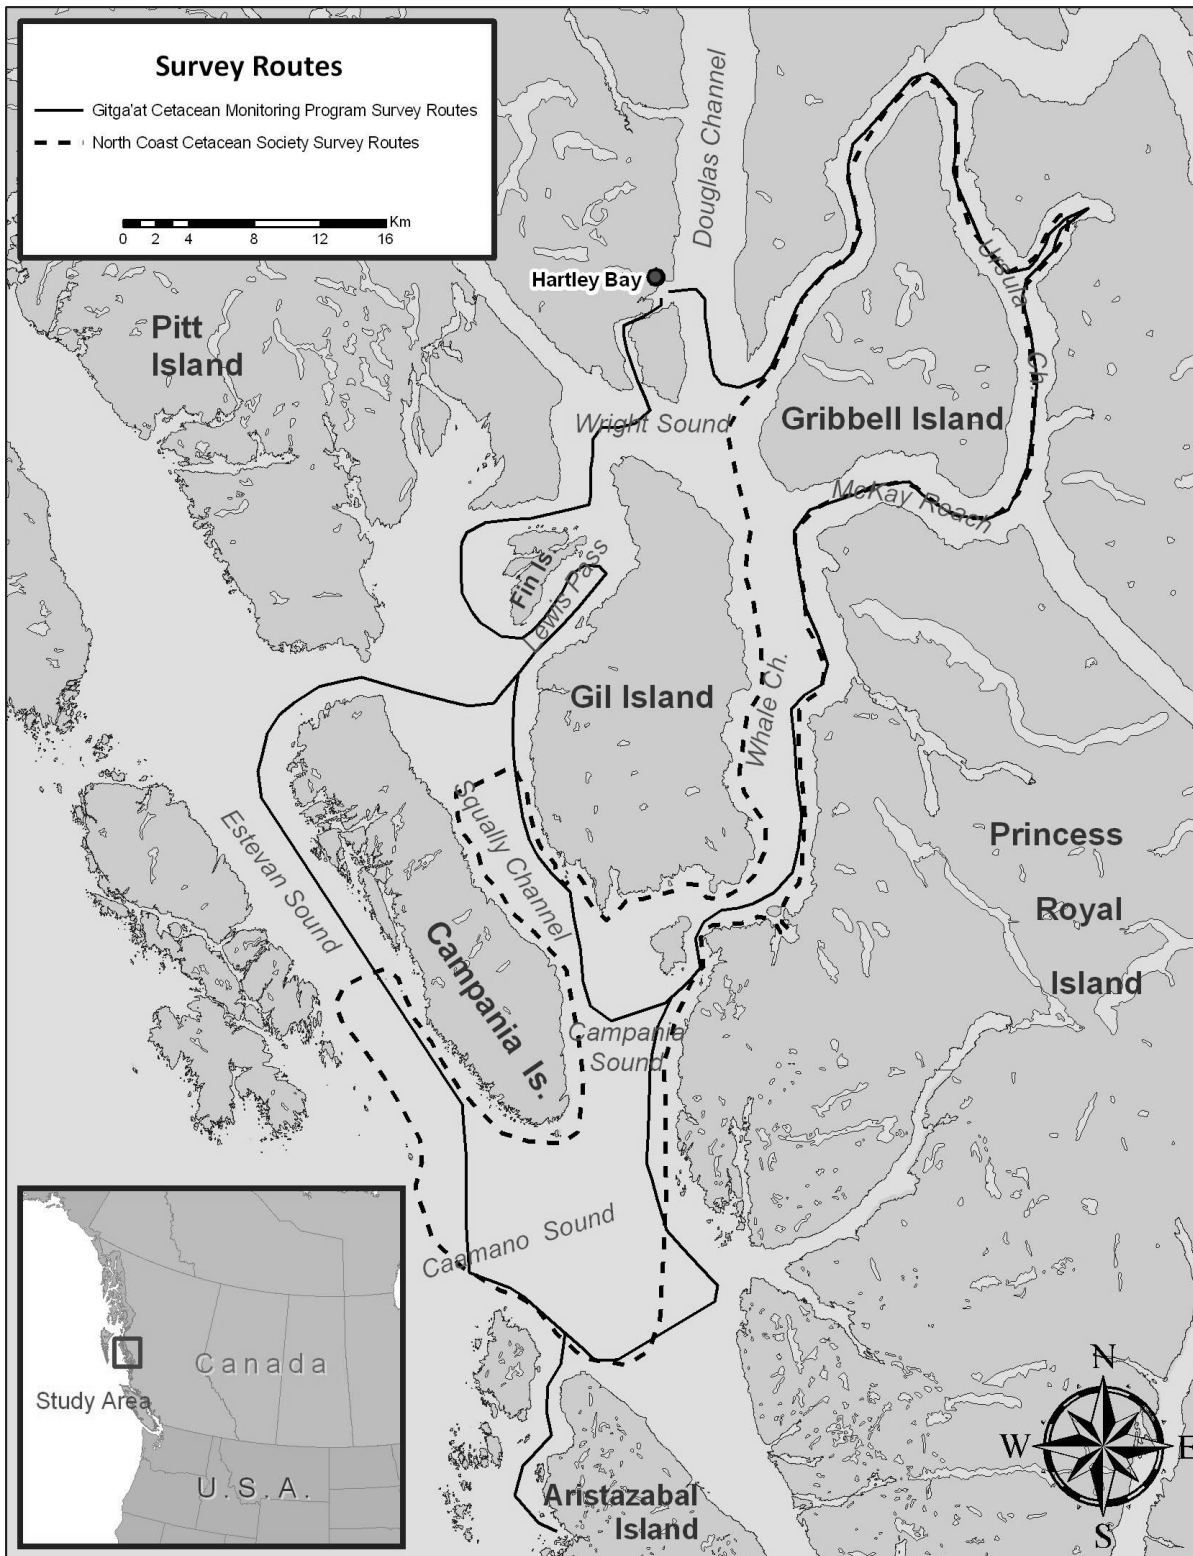 Survey Routes
Gitga'at Cetacean Monitoring Program Survey Routes
North Coast Cetacean Society Survey Routes
Km
0 2 4 8 12 16
Douglas Channel
Hartley Bay
Ursula Ch.
Pitt
Island
Wright Sound
Gribbell Island
McKay Reach
Fin Is.
Lewis Pass
Gil Island
Whale Ch.
Squally Channel
Estevan Sound
Campania Is.
Princess
Royal
Island
Campania
Sound
Caamano Sound
Aristazabal
Island
Canada
Study Area
U.S.A.
N
W
E
S